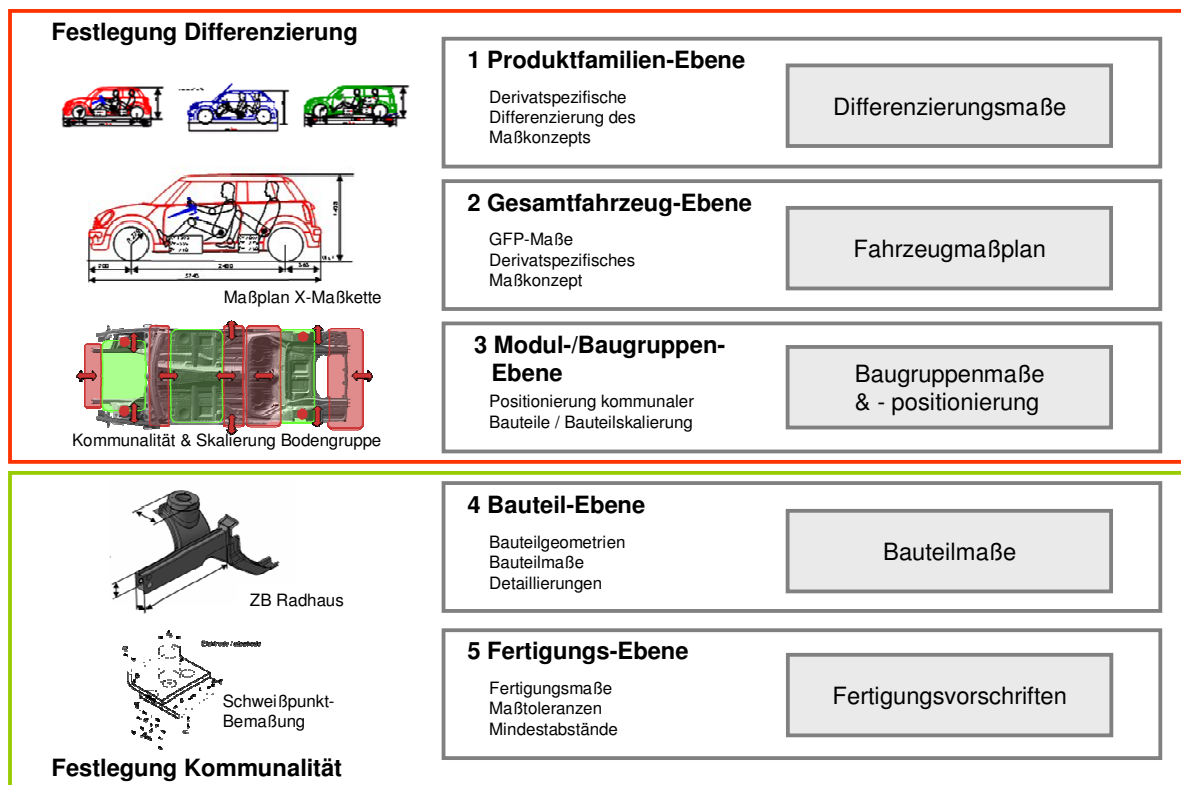 Festlegung Differenzierung
1 Produktfamilien-Ebene
Derivatspezifische
Differenzierung des
Maßkonzepts
Differenzierungsmaße
2 Gesamtfahrzeug-Ebene
GFP-Maße
Derivatspezifisches
Maßkonzept
Fahrzeugmaßplan
Maßplan X-Maßkette
3 Modul-/Baugruppen-
Ebene
Positionierung kommunaler
Bauteile / Bauteilskalierung
Baugruppenmaße
& - positionierung
Kommunalität & Skalierung Bodengruppe
4 Bauteil-Ebene
Bauteilgeometrien
Bauteilmaße
Detaillierungen
Bauteilmaße
ZB Radhaus
5 Fertigungs-Ebene
Fertigungsmaße
Maßtoleranzen
Mindestabstände
Fertigungsvorschriften
Schweißpunkt-
Bemaßung
Festlegung Kommunalität